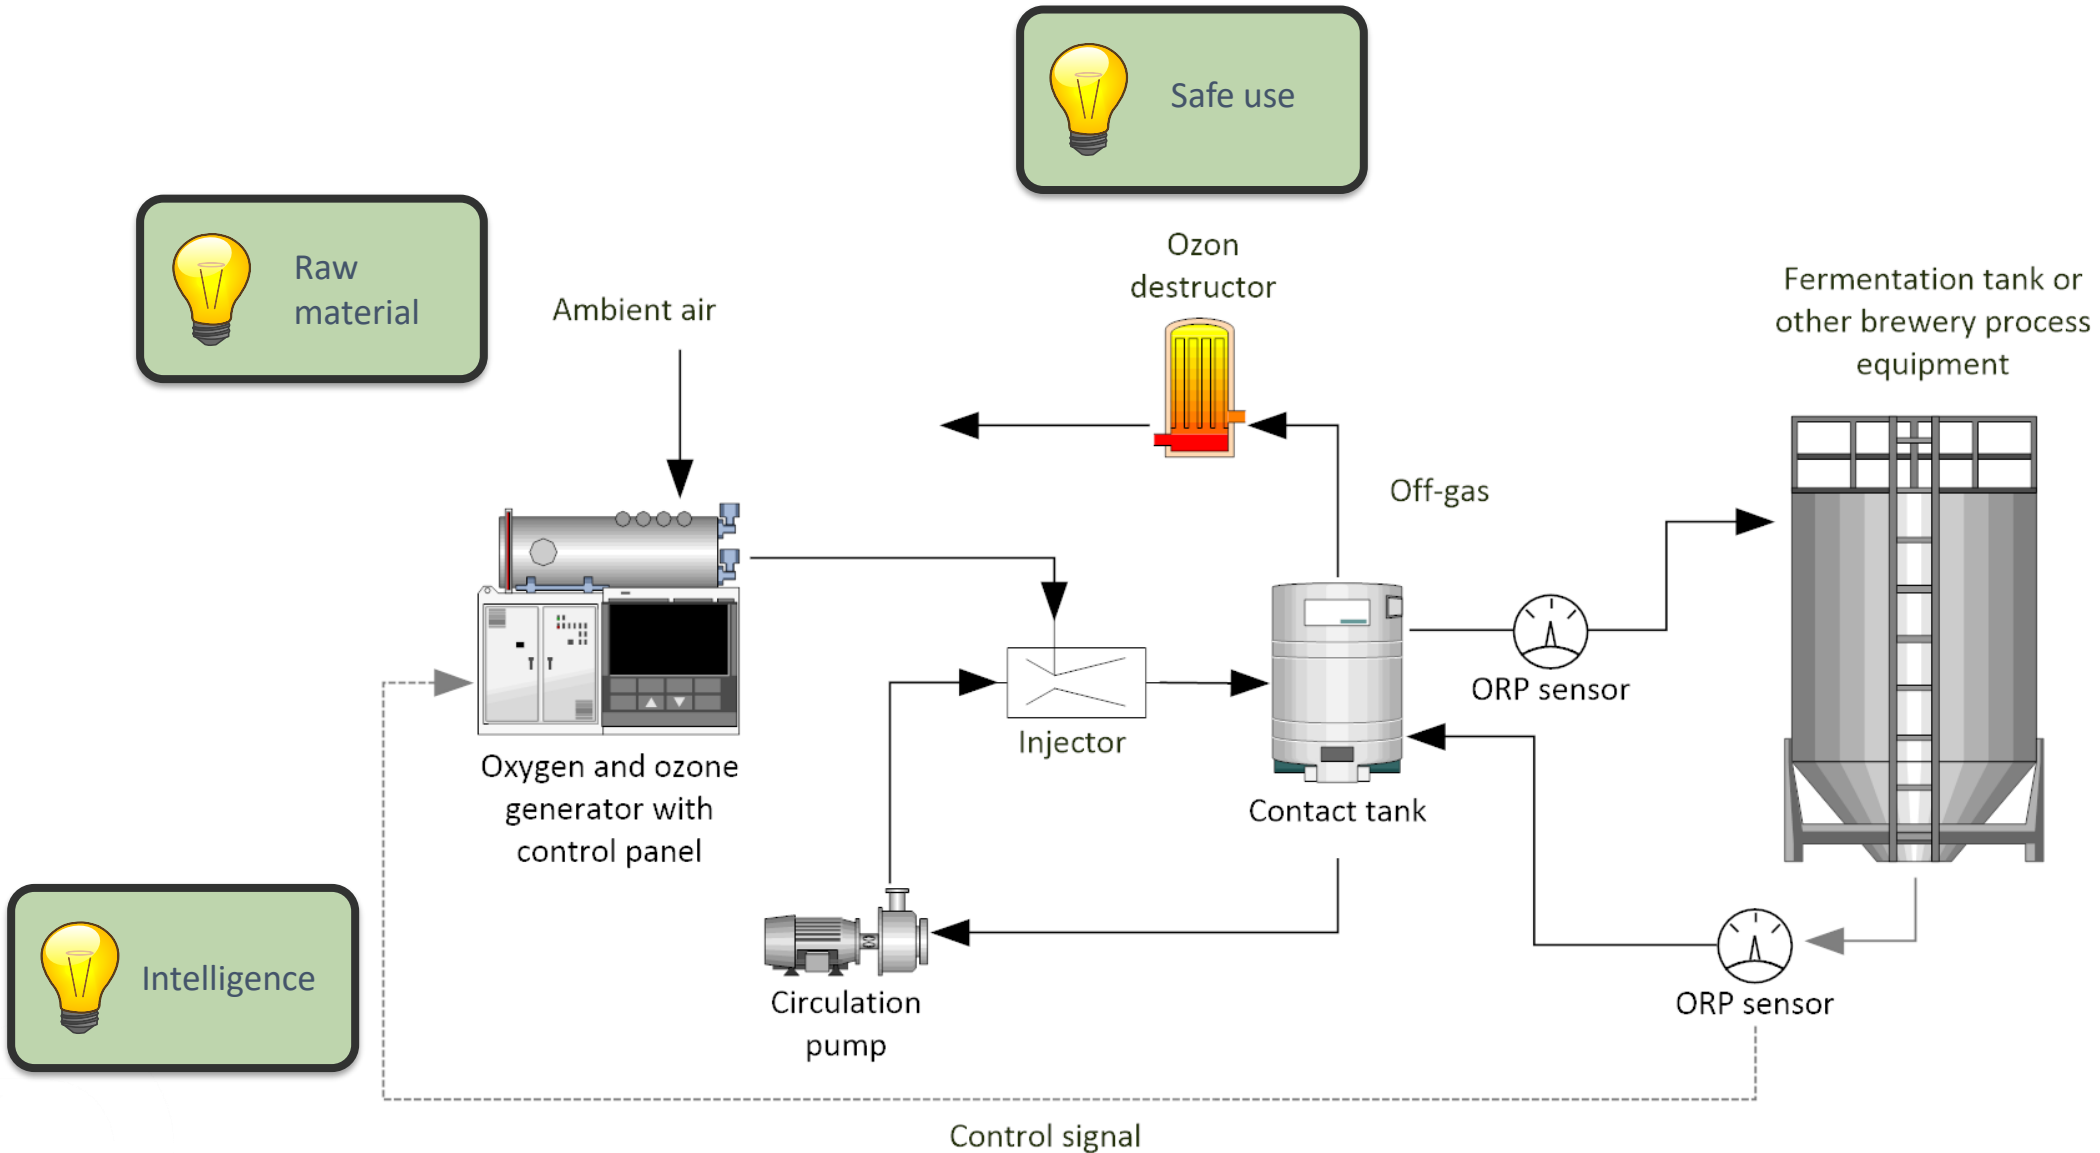 Safe use
Raw
material
Ambient air
Ozon
destructor
Fermentation tank or
other brewery process
equipment
Off-gas
ORP sensor
Injector
Oxygen and ozone
generator with
control panel
Contact tank
Intelligence
Circulation
pump
ORP sensor
Control signal